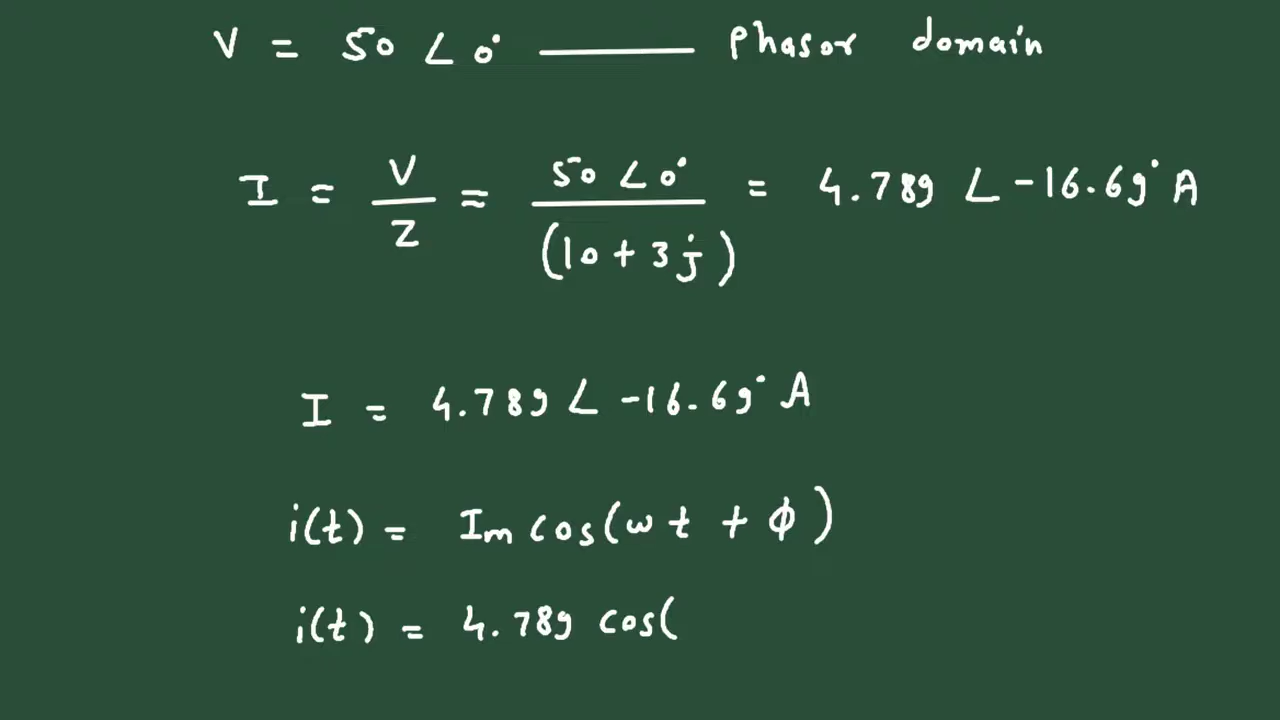 V = 50 ∠0° —— phasor domain
I = V/Z = 50 ∠0° / (10 + 3j) = 4.789 ∠ -16.69° A
I = 4.789 ∠ -16.69° A
i(t) = Im cos(ωt + ϕ)
i(t) = 4.789 cos(